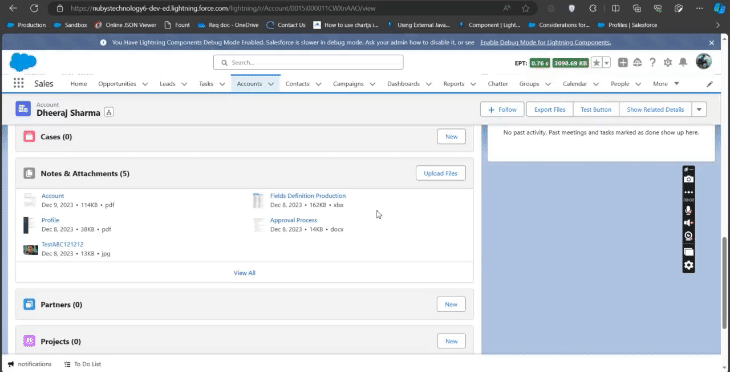 https://nubystechnology6-dev-ed.lightning.force.com/lightning/r/Account/0015i00001CWXnAAO/view
Production
Sandbox
Online JSON Viewer
Fount
Req doc - OneDrive
Contact Us
How to use chartjs i...
Using External Java...
Component | Light...
Considerations for...
Profiles | Salesforce
You Have Lightning Components Debug Mode Enabled. Salesforce is slower in debug mode. Ask your admin how to disable it, or see Enable Debug Mode for Lightning Components.
Search...
EPT: 0.76 s 3098.69 KB
Sales
Home
Opportunities
Leads
Tasks
Accounts
Contacts
Campaigns
Dashboards
Reports
Chatter
Groups
Calendar
People
More
Account
Dheeraj Sharma
+ Follow
Export Files
Test Button
Show Related Details
Cases (0)
New
No past activity. Past meetings and tasks marked as done show up here.
Notes & Attachments (5)
Upload Files
Account
Dec 9, 2023 • 114KB • pdf
Fields Definition Production
Dec 8, 2023 • 162KB • xlsx
Profile
Dec 8, 2023 • 38KB • pdf
Approval Process
Dec 8, 2023 • 14KB • docx
TestABC121212
Dec 8, 2023 • 13KB • jpg
View All
Partners (0)
New
Projects (0)
New
notifications
To Do List